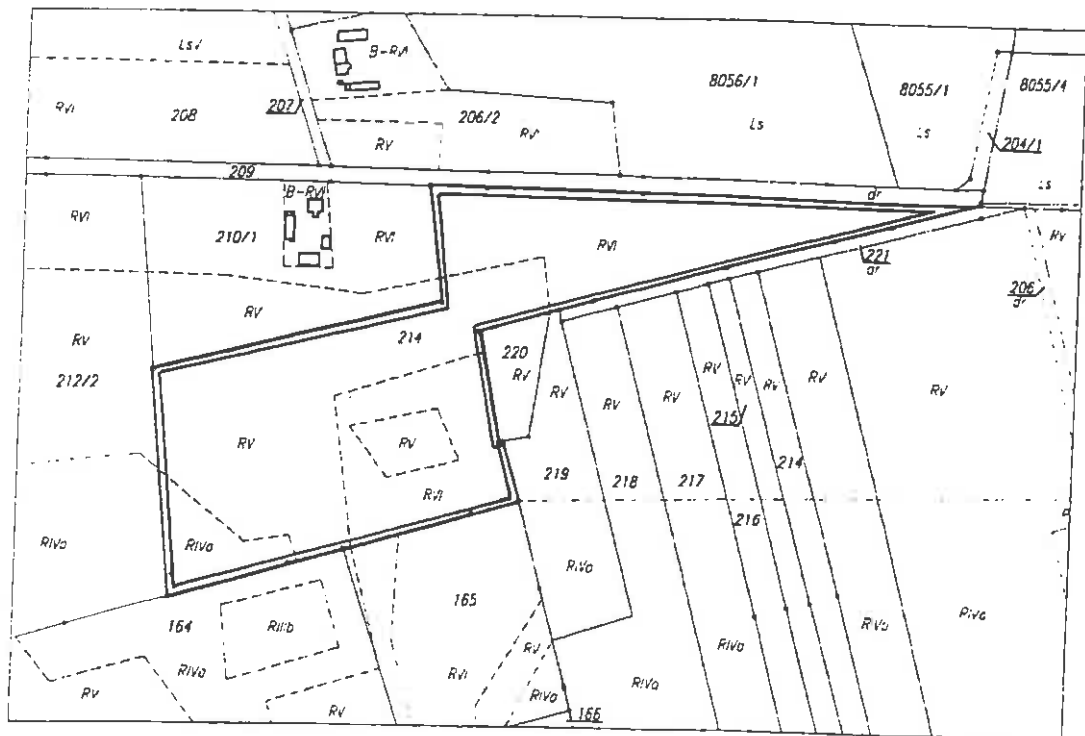 LsV
B-RVI
8056/1
8055/1
8055/4
RVI
208
207
206/2
RV
RV
Ls
Ls
204/1
Ls
209
dr
B-RVI
RVI
210/1
RVI
RVI
221
dr
RV
206
dr
RV
214
RV
212/2
220
RV
RV
RV
RV
RV
RV
RV
RV
RV
215
RV
RV
RVI
219
218
217
214
216
RIVa
RIVa
RIVa
165
164
RIIIb
RIVa
RVI
RV
RIVa
RIVa
RIVa
RIVa
RV
RV
RIVa
166